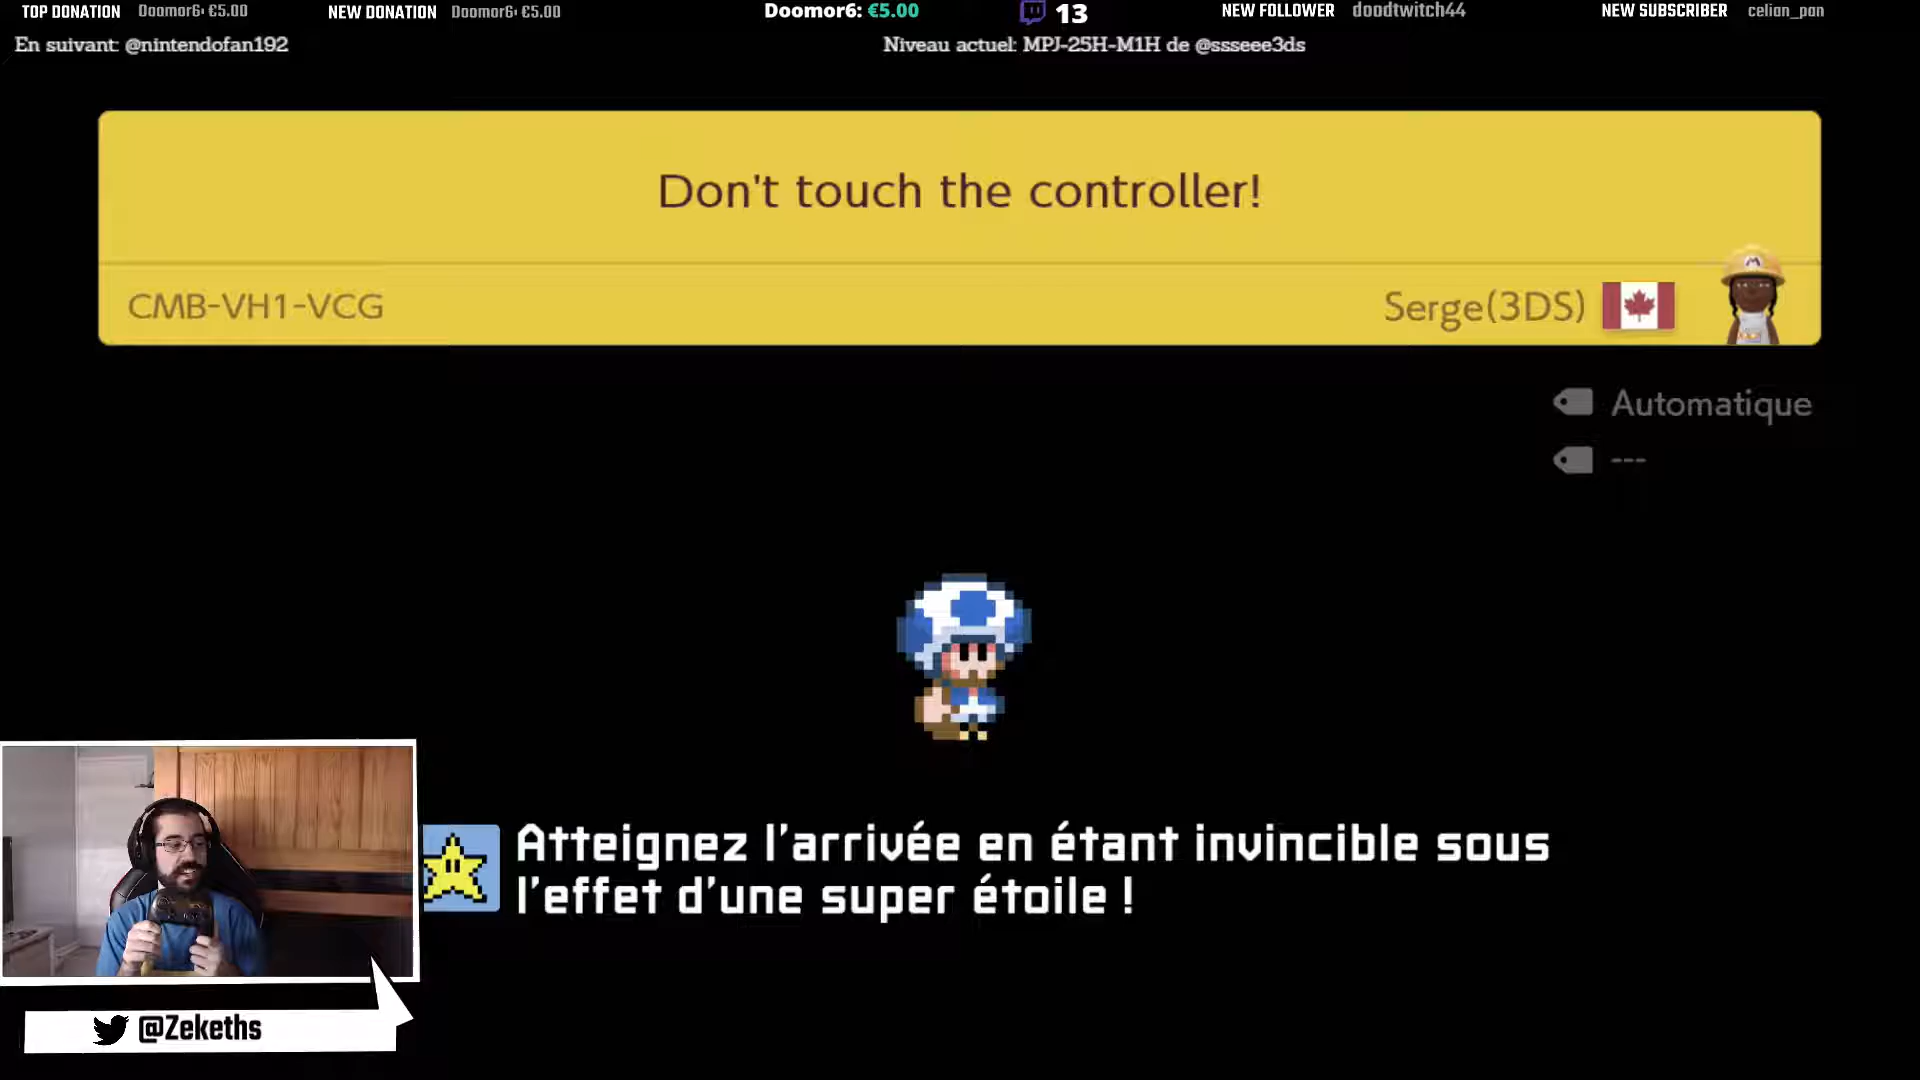 TOP DONATION Doomor6: €5.00 NEW DONATION Doomor6: €5.00 Doomor6: €5.00 13 NEW FOLLOWER doodtwitch44 NEW SUBSCRIBER celian_pan
En suivant: @nintendofan192 Niveau actuel: MPJ-25H-M1H de @ssseee3ds
Don't touch the controller!
CMB-VH1-VCG Serge(3DS)
Automatique
---
Atteignez l'arrivée en étant invincible sous
l'effet d'une super étoile !
@Zekeths